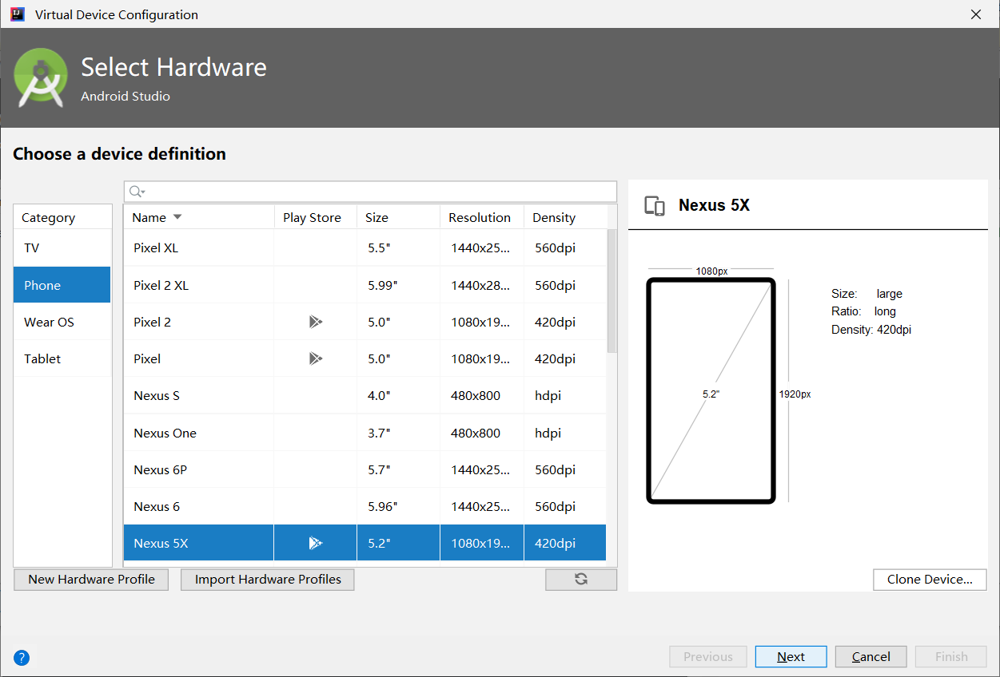 Virtual Device Configuration
Select Hardware
Android Studio
Choose a device definition
Category
TV
Phone
Wear OS
Tablet
Name Play Store Size Resolution Density
Pixel XL 5.5" 1440x25... 560dpi
Pixel 2 XL 5.99" 1440x28... 560dpi
Pixel 2 5.0" 1080x19... 420dpi
Pixel 5.0" 1080x19... 420dpi
Nexus S 4.0" 480x800 hdpi
Nexus One 3.7" 480x800 hdpi
Nexus 6P 5.7" 1440x25... 560dpi
Nexus 6 5.96" 1440x25... 560dpi
Nexus 5X 5.2" 1080x19... 420dpi
New Hardware Profile Import Hardware Profiles
Nexus 5X
1080px
5.2"
1920px
Size: large
Ratio: long
Density: 420dpi
Clone Device...
?
Previous Next Cancel Finish